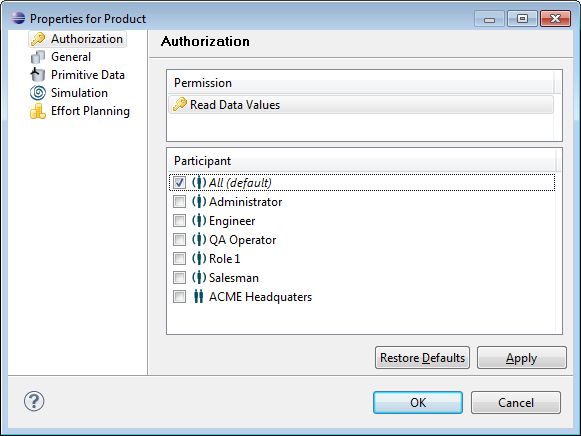 Properties for Product
Authorization
General
Primitive Data
Simulation
Effort Planning
Authorization
Permission
Read Data Values
Participant
All (default)
Administrator
Engineer
QA Operator
Role 1
Salesman
ACME Headquaters
Restore Defaults
Apply
?
OK
Cancel